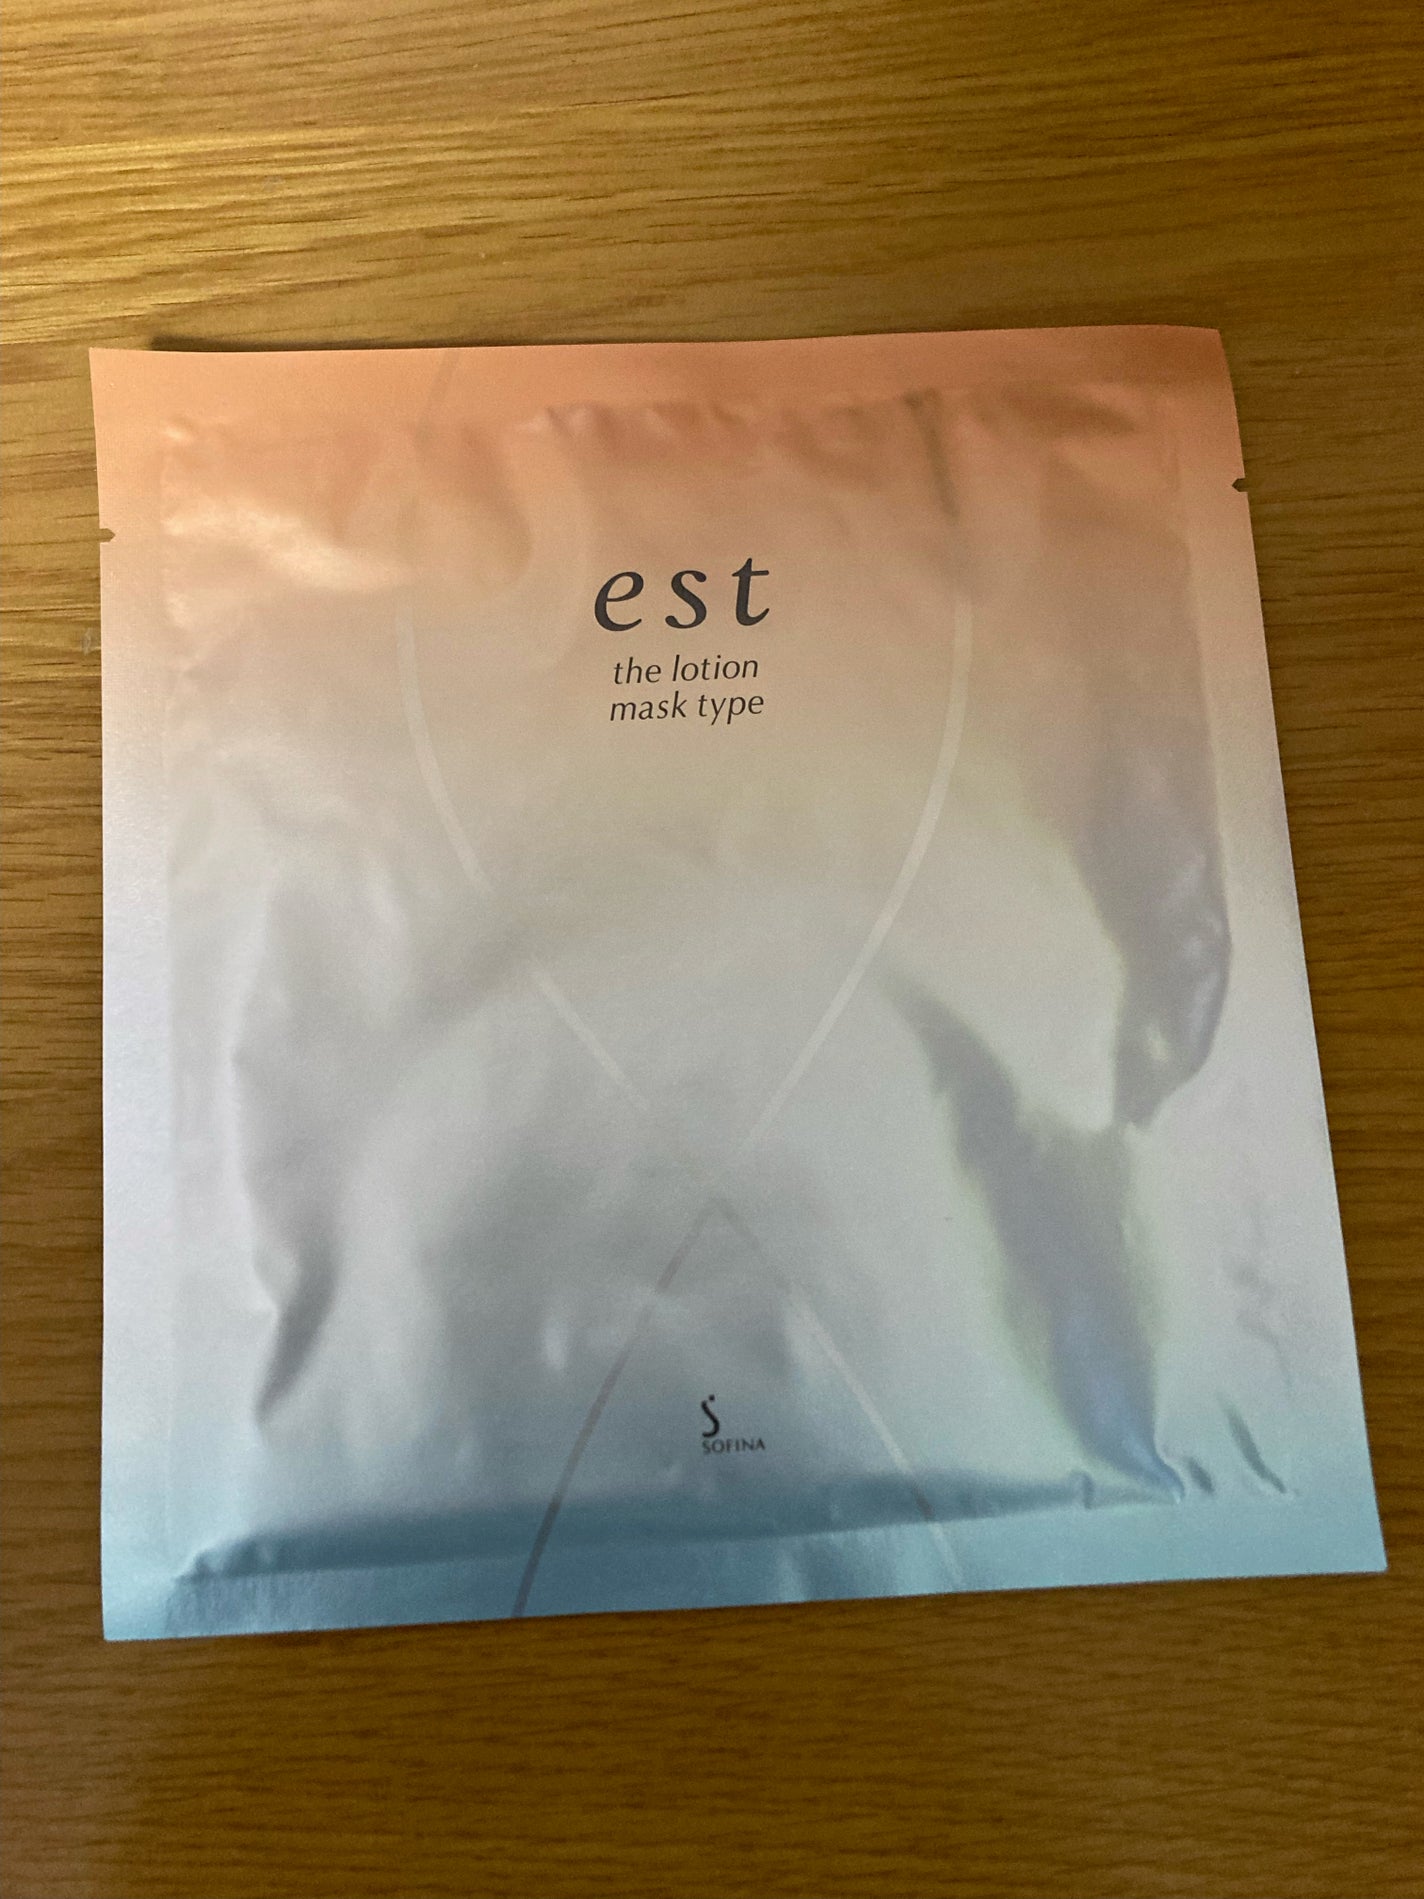 est
the lotion
mask type
SOFINA